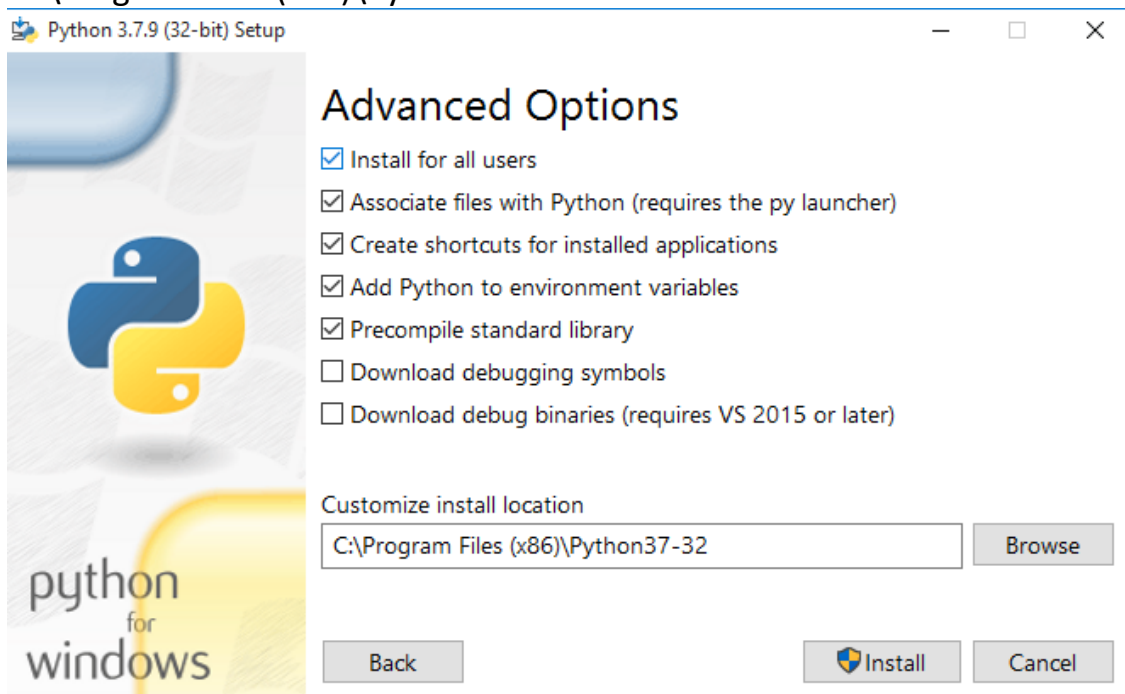 Python 3.7.9 (32-bit) Setup
Advanced Options
Install for all users
Associate files with Python (requires the py launcher)
Create shortcuts for installed applications
Add Python to environment variables
Precompile standard library
Download debugging symbols
Download debug binaries (requires VS 2015 or later)
Customize install location
C:\Program Files (x86)\Python37-32
Browse
python
for
windows
Back
Install
Cancel